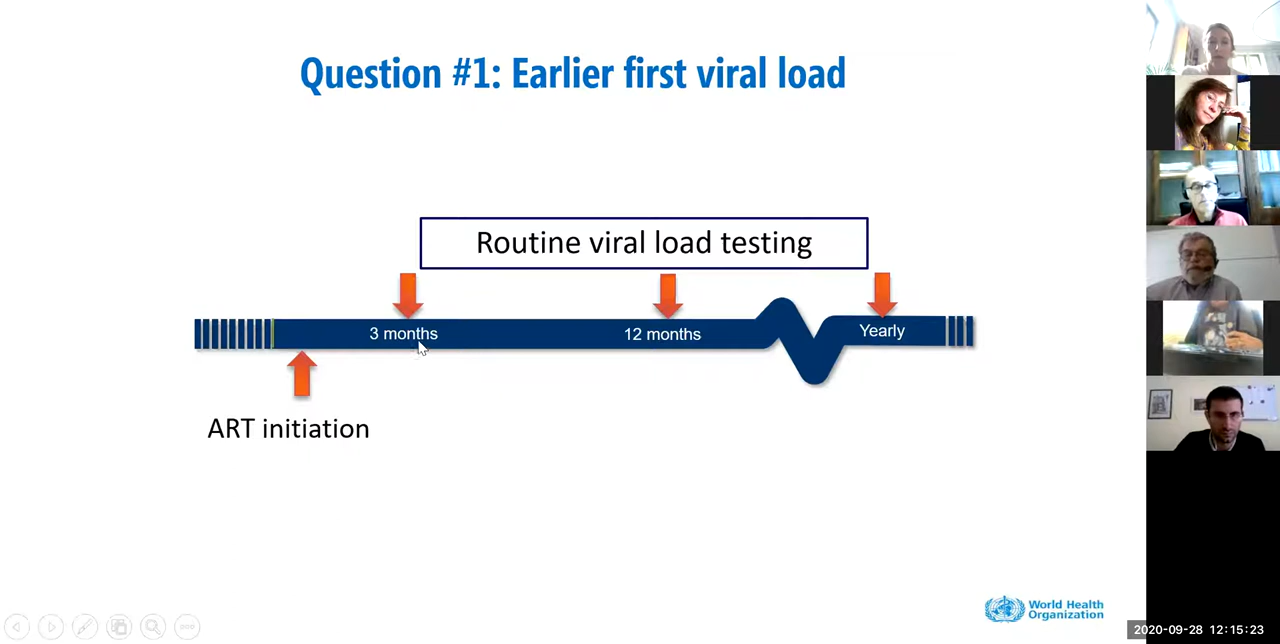 Question #1: Earlier first viral load
Routine viral load testing
3 months
12 months
Yearly
ART initiation
World Health
Organization
2020-09-28 12:15:23